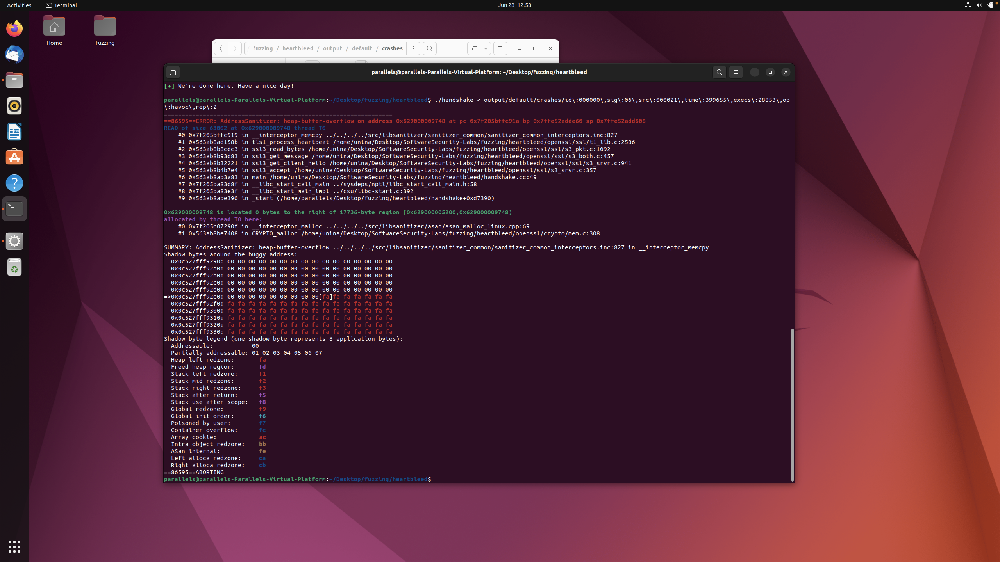 Activities
Terminal
Jun 28 12:58
Home
fuzzing
/ fuzzing / heartbleed / output / default / crashes
parallels@parallels-Parallels-Virtual-Platform: ~/Desktop/fuzzing/heartbleed
[+] We're done here. Have a nice day!
parallels@parallels-Parallels-Virtual-Platform:~/Desktop/fuzzing/heartbleed$ ./handshake < output/default/crashes/id\:000000\,sig\:06\,src\:000021\,time\:399655\,execs\:28853\,op
\:havoc\,rep\:2
=================================================================
==86595==ERROR: AddressSanitizer: heap-buffer-overflow on address 0x629000009748 at pc 0x7f205bffc91a bp 0x7ffe52adde60 sp 0x7ffe52add608
READ of size 63002 at 0x629000009748 thread T0
#0 0x7f205bffc919 in __interceptor_memcpy ../../../../src/libsanitizer/sanitizer_common/sanitizer_common_interceptors.inc:827
#1 0x563ab8ad158b in tls1_process_heartbeat /home/unina/Desktop/SoftwareSecurity-Labs/fuzzing/heartbleed/openssl/ssl/t1_lib.c:2586
#2 0x563ab8b8cdc3 in ssl3_read_bytes /home/unina/Desktop/SoftwareSecurity-Labs/fuzzing/heartbleed/openssl/ssl/s3_pkt.c:1092
#3 0x563ab8b93d83 in ssl3_get_message /home/unina/Desktop/SoftwareSecurity-Labs/fuzzing/heartbleed/openssl/ssl/s3_both.c:457
#4 0x563ab8b32221 in ssl3_get_client_hello /home/unina/Desktop/SoftwareSecurity-Labs/fuzzing/heartbleed/openssl/ssl/s3_srvr.c:941
#5 0x563ab8b4b7e4 in ssl3_accept /home/unina/Desktop/SoftwareSecurity-Labs/fuzzing/heartbleed/openssl/ssl/s3_srvr.c:357
#6 0x563ab8ab3a83 in main /home/unina/Desktop/SoftwareSecurity-Labs/fuzzing/heartbleed/handshake.cc:49
#7 0x7f205ba83d8f in __libc_start_call_main ../sysdeps/nptl/libc_start_call_main.h:58
#8 0x7f205ba83e3f in __libc_start_main_impl ../csu/libc-start.c:392
#9 0x563ab8abe390 in _start (/home/parallels/Desktop/fuzzing/heartbleed/handshake+0xd7390)
0x629000009748 is located 0 bytes to the right of 17736-byte region [0x629000005200,0x629000009748)
allocated by thread T0 here:
#0 0x7f205c07290f in __interceptor_malloc ../../../../src/libsanitizer/asan/asan_malloc_linux.cpp:69
#1 0x563ab8be7408 in CRYPTO_malloc /home/unina/Desktop/SoftwareSecurity-Labs/fuzzing/heartbleed/openssl/crypto/mem.c:308
SUMMARY: AddressSanitizer: heap-buffer-overflow ../../../../src/libsanitizer/sanitizer_common/sanitizer_common_interceptors.inc:827 in __interceptor_memcpy
Shadow bytes around the buggy address:
0x0c527fff9290: 00 00 00 00 00 00 00 00 00 00 00 00 00 00 00 00
0x0c527fff92a0: 00 00 00 00 00 00 00 00 00 00 00 00 00 00 00 00
0x0c527fff92b0: 00 00 00 00 00 00 00 00 00 00 00 00 00 00 00 00
0x0c527fff92c0: 00 00 00 00 00 00 00 00 00 00 00 00 00 00 00 00
0x0c527fff92d0: 00 00 00 00 00 00 00 00 00 00 00 00 00 00 00 00
=>0x0c527fff92e0: 00 00 00 00 00 00 00 00 00[fa]fa fa fa fa fa fa
0x0c527fff92f0: fa fa fa fa fa fa fa fa fa fa fa fa fa fa fa fa
0x0c527fff9300: fa fa fa fa fa fa fa fa fa fa fa fa fa fa fa fa
0x0c527fff9310: fa fa fa fa fa fa fa fa fa fa fa fa fa fa fa fa
0x0c527fff9320: fa fa fa fa fa fa fa fa fa fa fa fa fa fa fa fa
0x0c527fff9330: fa fa fa fa fa fa fa fa fa fa fa fa fa fa fa fa
Shadow byte legend (one shadow byte represents 8 application bytes):
Addressable: 00
Partially addressable: 01 02 03 04 05 06 07
Heap left redzone: fa
Freed heap region: fd
Stack left redzone: f1
Stack mid redzone: f2
Stack right redzone: f3
Stack after return: f5
Stack use after scope: f8
Global redzone: f9
Global init order: f6
Poisoned by user: f7
Container overflow: fc
Array cookie: ac
Intra object redzone: bb
ASan internal: fe
Left alloca redzone: ca
Right alloca redzone: cb
==86595==ABORTING
parallels@parallels-Parallels-Virtual-Platform:~/Desktop/fuzzing/heartbleed$